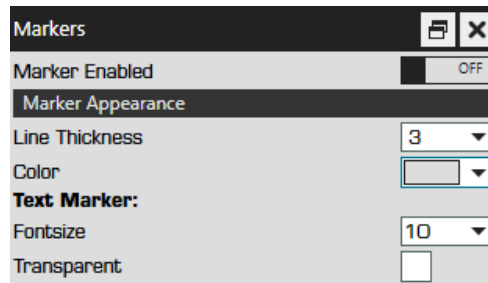 Markers
Marker Enabled OFF
Marker Appearance
Line Thickness 3
Color
Text Marker:
Fontsize 10
Transparent